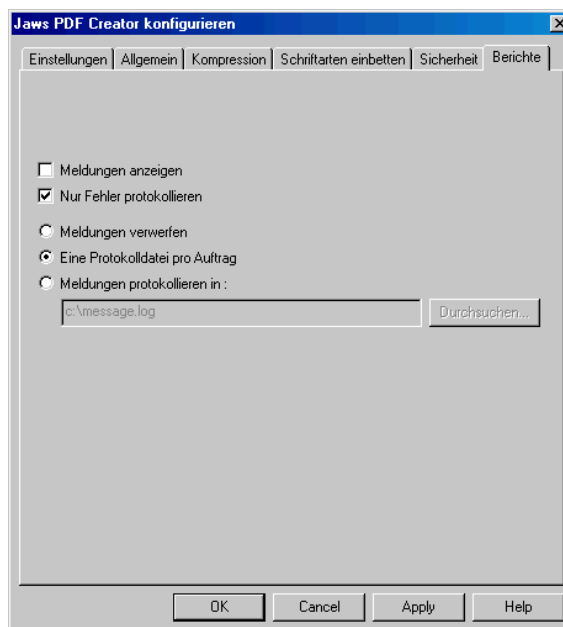 Jaws PDF Creator konfigurieren
Einstellungen Allgemein Kompression Schriftarten einbetten Sicherheit Berichte
Meldungen anzeigen
Nur Fehler protokollieren
Meldungen verwerfen
Eine Protokolldatei pro Auftrag
Meldungen protokollieren in :
c:\message.log Durchsuchen...
OK Cancel Apply Help